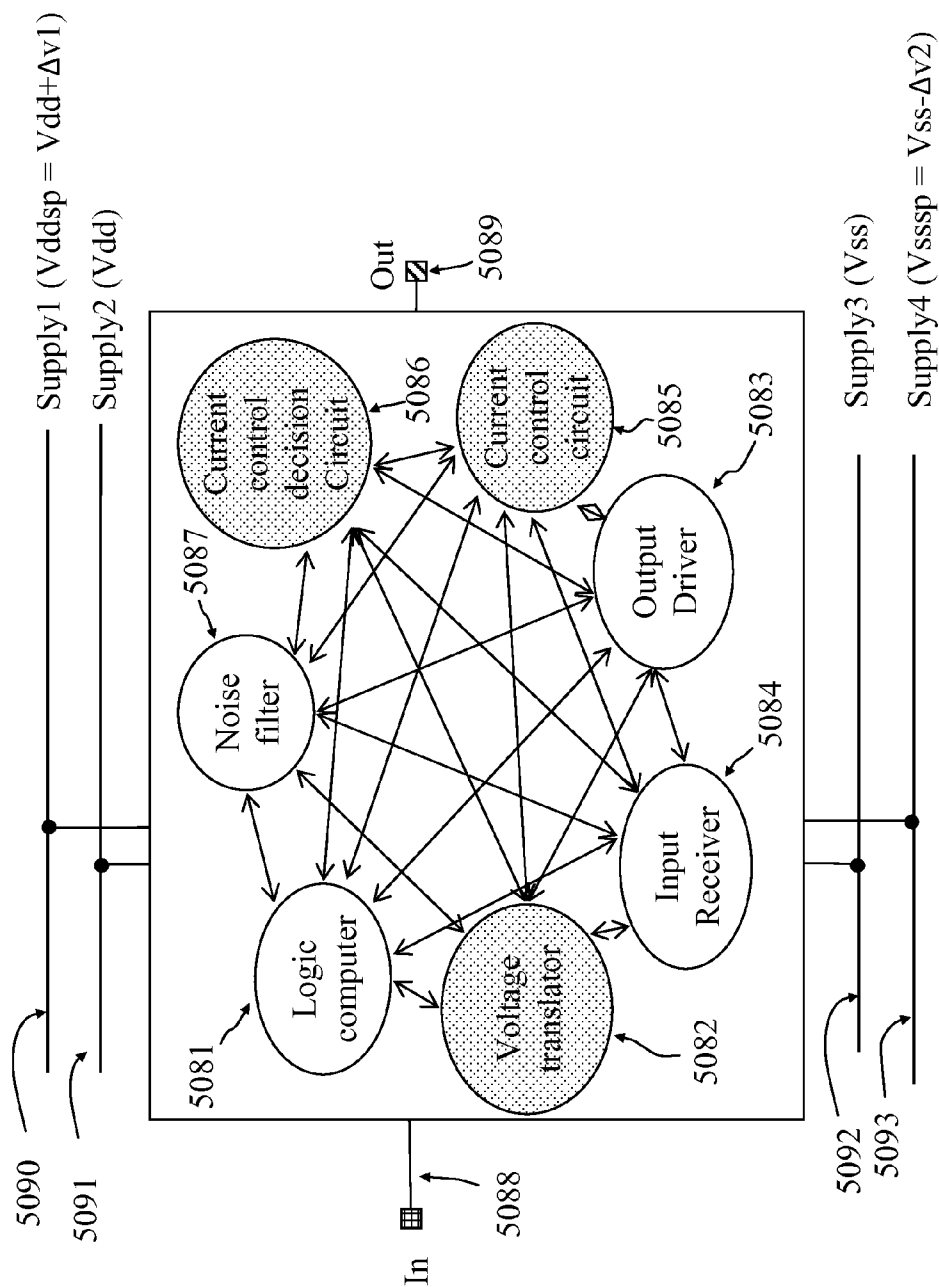 Supply1 (Vddsp = Vdd+Δv1)
Supply2 (Vdd)
5090
5091
5087
Noise
filter
Current
control
decision
Circuit
5086
Logic
computer
5081
Out
5089
In
5088
Current
control
circuit
5085
Voltage
translator
5082
Output
Driver
5083
Input
Receiver
5084
5092
5093
Supply3 (Vss)
Supply4 (Vsssp = Vss-Δv2)